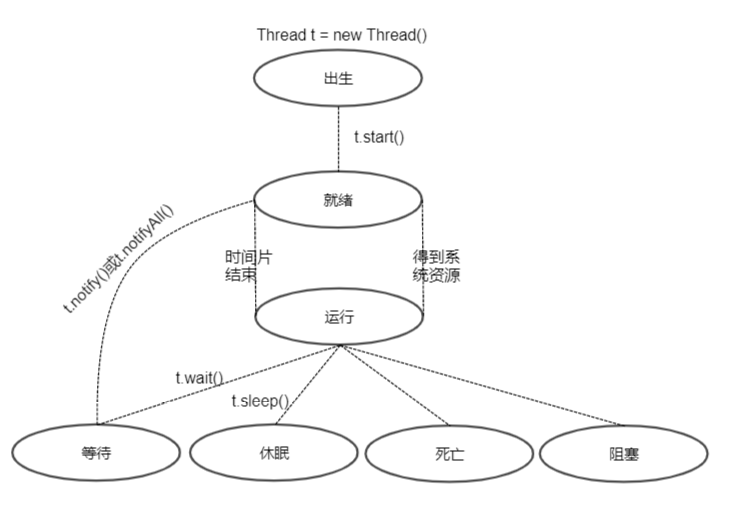 Thread t = new Thread()
出生
t.start()
就绪
t.notify()或t.notifyAll()
时间片
结束
得到系
统资源
运行
t.wait()
t.sleep()
等待
休眠
死亡
阻塞